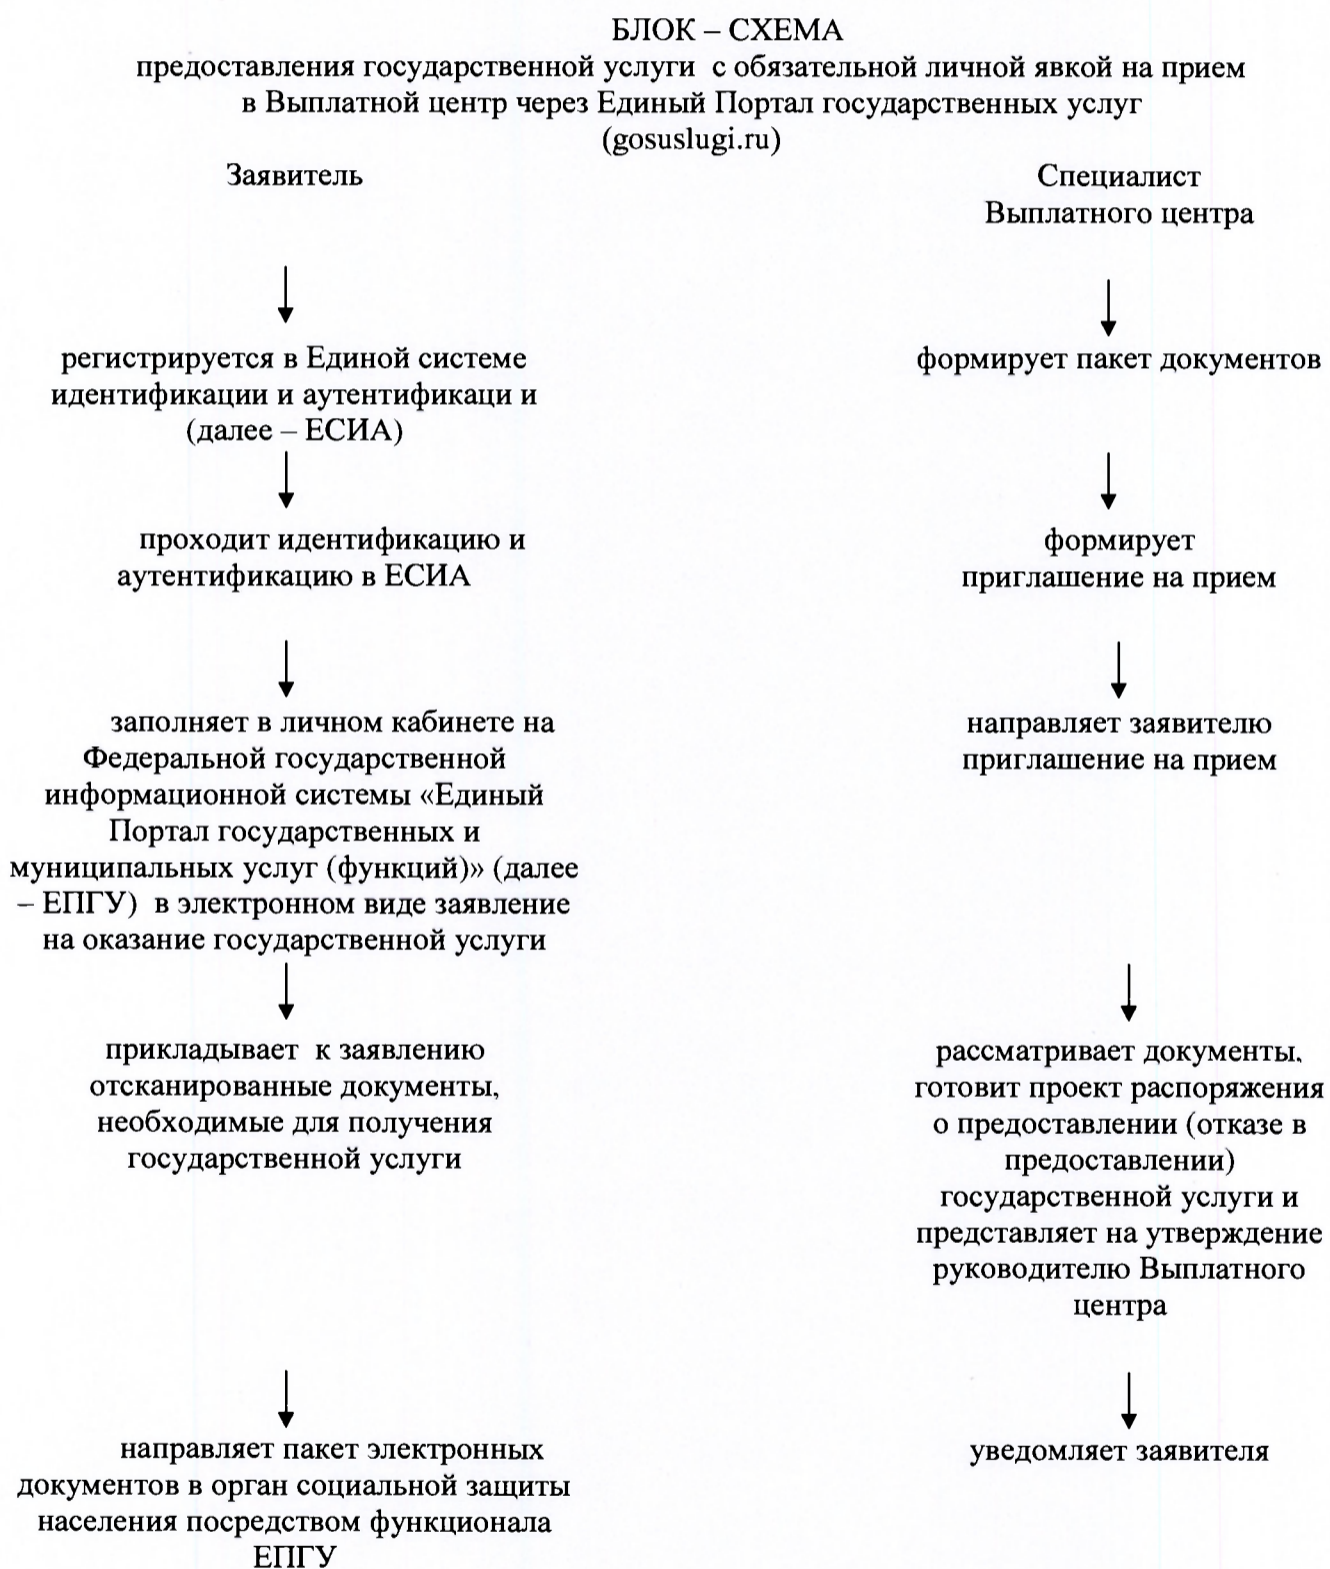 БЛОК – СХЕМА
предоставления государственной услуги с обязательной личной явкой на прием
в Выплатной центр через Единый Портал государственных услуг
(gosuslugi.ru)
Заявитель
регистрируется в Единой системе
идентификации и аутентификаци и
(далее – ЕСИА)
проходит идентификацию и
аутентификацию в ЕСИА
заполняет в личном кабинете на
Федеральной государственной
информационной системы «Единый
Портал государственных и
муниципальных услуг (функций)» (далее
– ЕПГУ) в электронном виде заявление
на оказание государственной услуги
прикладывает к заявлению
отсканированные документы,
необходимые для получения
государственной услуги
направляет пакет электронных
документов в орган социальной защиты
населения посредством функционала
ЕПГУ
Специалист
Выплатного центра
формирует пакет документов
формирует
приглашение на прием
направляет заявителю
приглашение на прием
рассматривает документы,
готовит проект распоряжения
о предоставлении (отказе в
предоставлении)
государственной услуги и
представляет на утверждение
руководителю Выплатного
центра
уведомляет заявителя